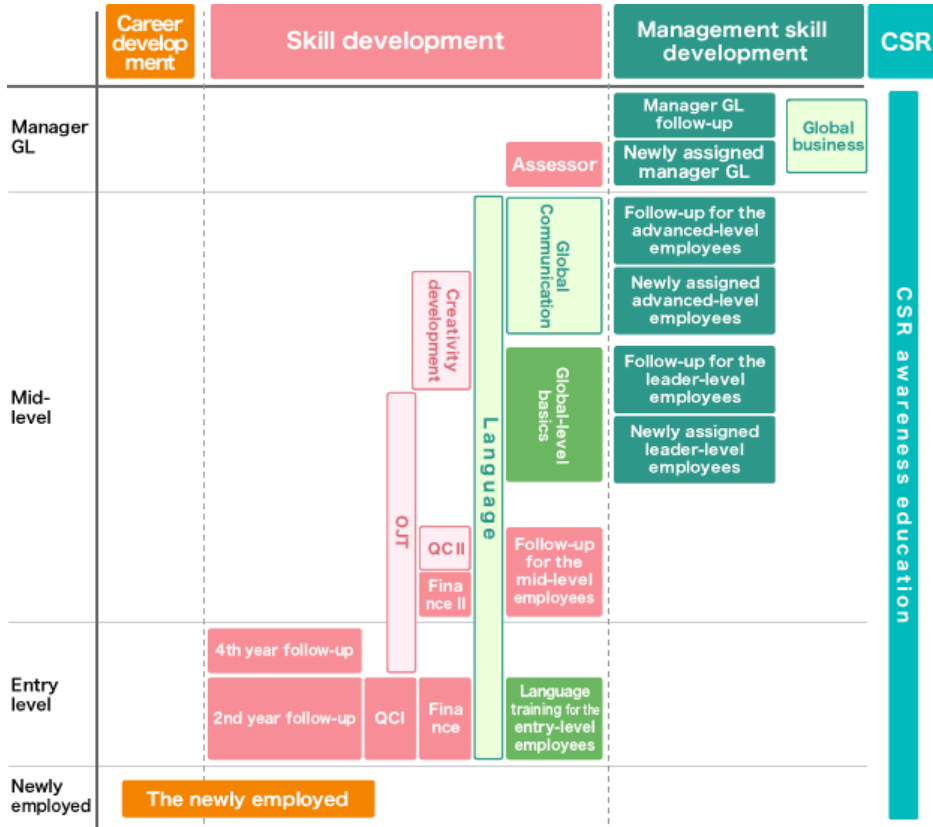 Career
develop
ment
Skill development
Management skill
development
CSR
Manager
GL
Manager GL
follow-up
Global
business
Assessor
Newly assigned
manager GL
Mid-
level
Creativity
development
OJT
QC II
Fina
nce II
Language
Global
Communication
Global-level
basics
Follow-up
for the
mid-level
employees
Follow-up for the
advanced-level
employees
Newly assigned
advanced-level
employees
Follow-up for the
leader-level
employees
Newly assigned
leader-level
employees
CSR awareness education
Entry
level
4th year follow-up
2nd year follow-up
QCI
Fina
nce
Language
training for the
entry-level
employees
Newly
employed
The newly employed